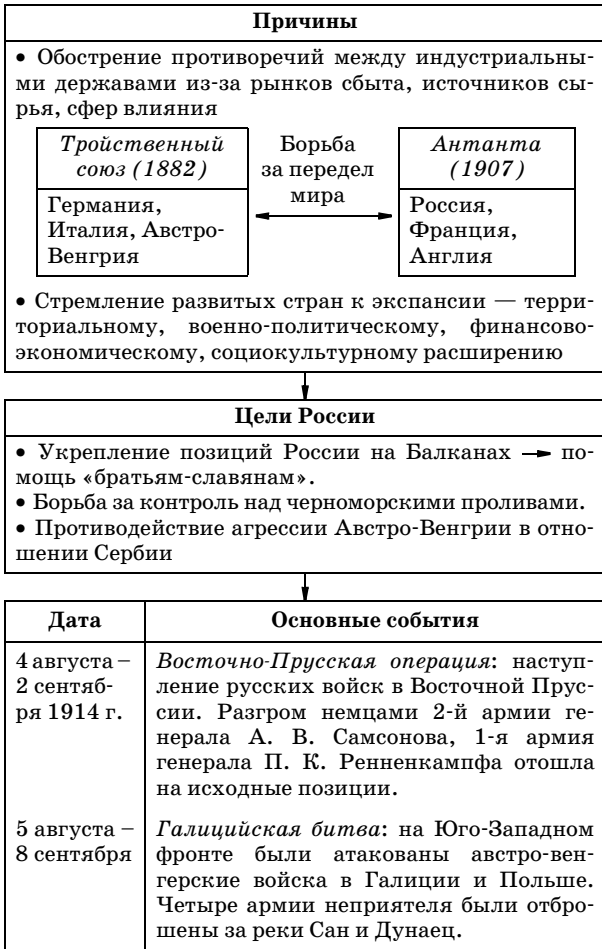 Причины
• Обострение противоречий между индустриальны-
ми державами из-за рынков сбыта, источников сы-
рья, сфер влияния
Тройственный
союз (1882)
Германия,
Италия, Австро-
Венгрия
Борьба
за передел
мира
Антанта
(1907)
Россия,
Франция,
Англия
• Стремление развитых стран к экспансии — терри-
ториальному, военно-политическому, финансово-
экономическому, социокультурному расширению
Цели России
• Укрепление позиций России на Балканах → по-
мощь «братьям-славянам».
• Борьба за контроль над черноморскими проливами.
• Противодействие агрессии Австро-Венгрии в отно-
шении Сербии
Дата
Основные события
4 августа –
2 сентяб-
ря 1914 г.
Восточно-Прусская операция: наступ-
ление русских войск в Восточной Прус-
сии. Разгром немцами 2-й армии ге-
нерала А. В. Самсонова, 1-я армия
генерала П. К. Ренненкампфа отошла
на исходные позиции.
5 августа –
8 сентября
Галицийская битва: на Юго-Западном
фронте были атакованы австро-вен-
герские войска в Галиции и Польше.
Четыре армии неприятеля были отбро-
шены за реки Сан и Дунаец.